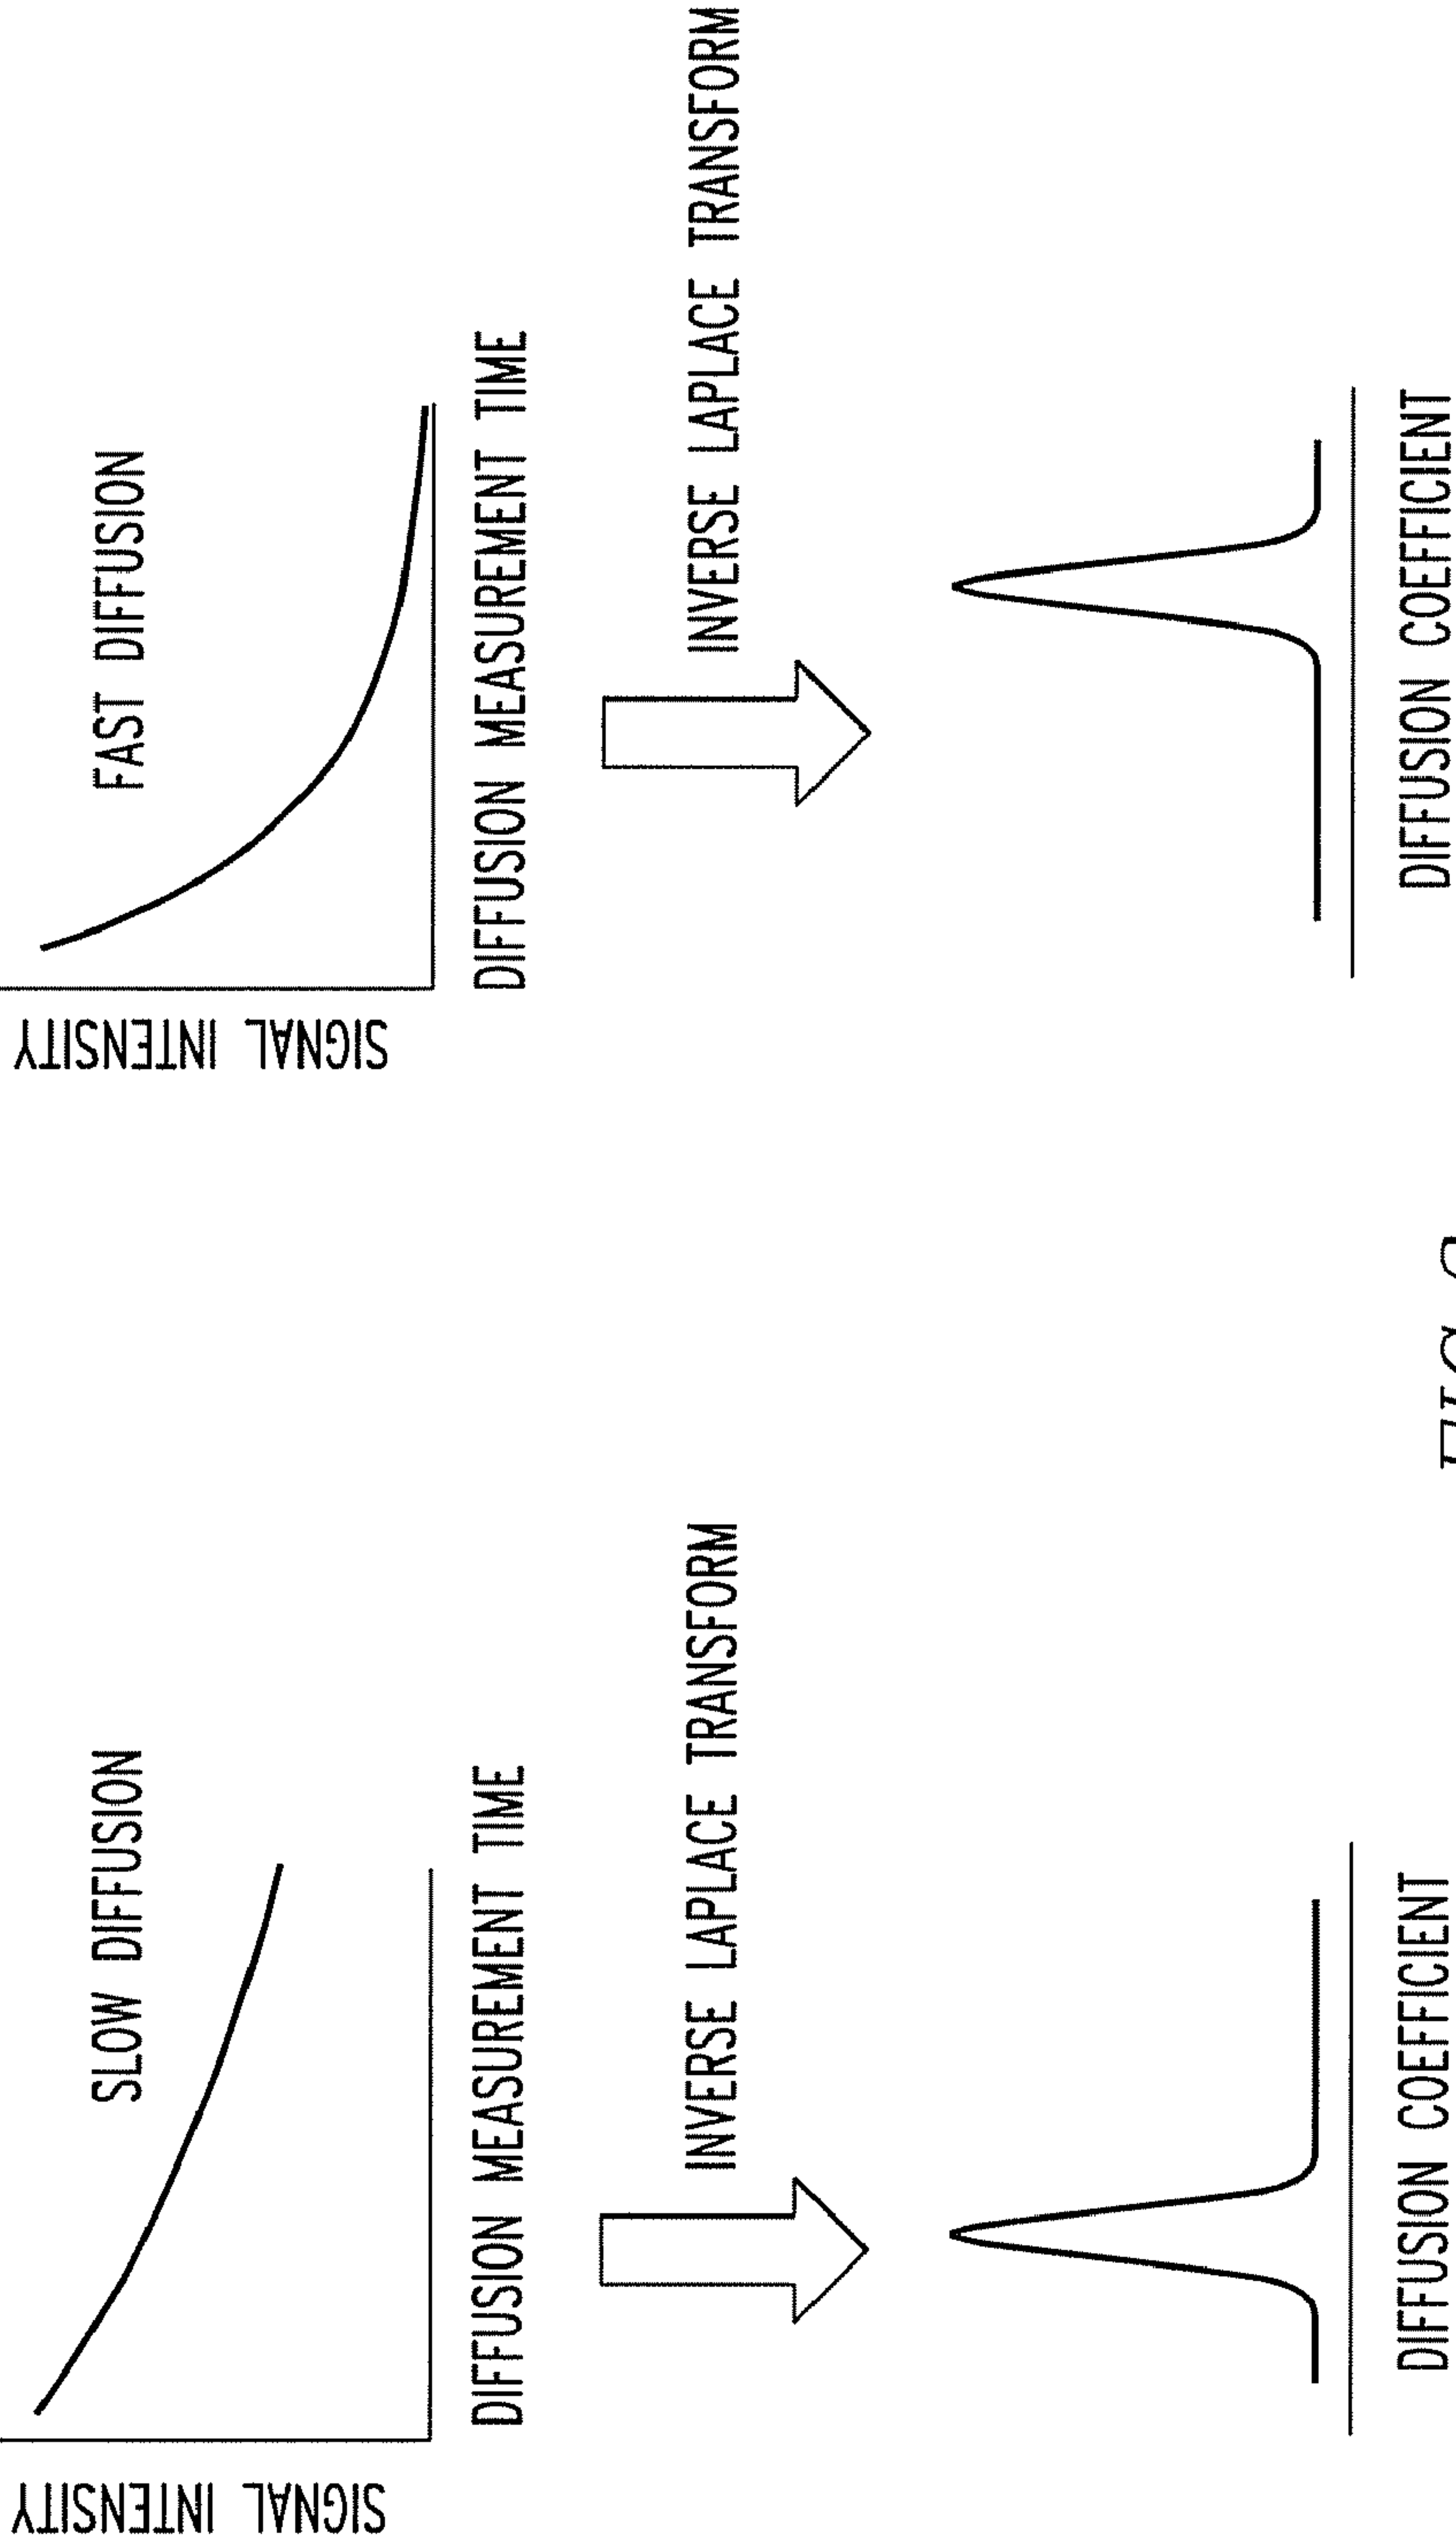 SIGNAL INTENSITY
SLOW DIFFUSION
DIFFUSION MEASUREMENT TIME
INVERSE LAPLACE TRANSFORM
DIFFUSION COEFFICIENT
SIGNAL INTENSITY
FAST DIFFUSION
DIFFUSION MEASUREMENT TIME
INVERSE LAPLACE TRANSFORM
DIFFUSION COEFFICIENT
FIG